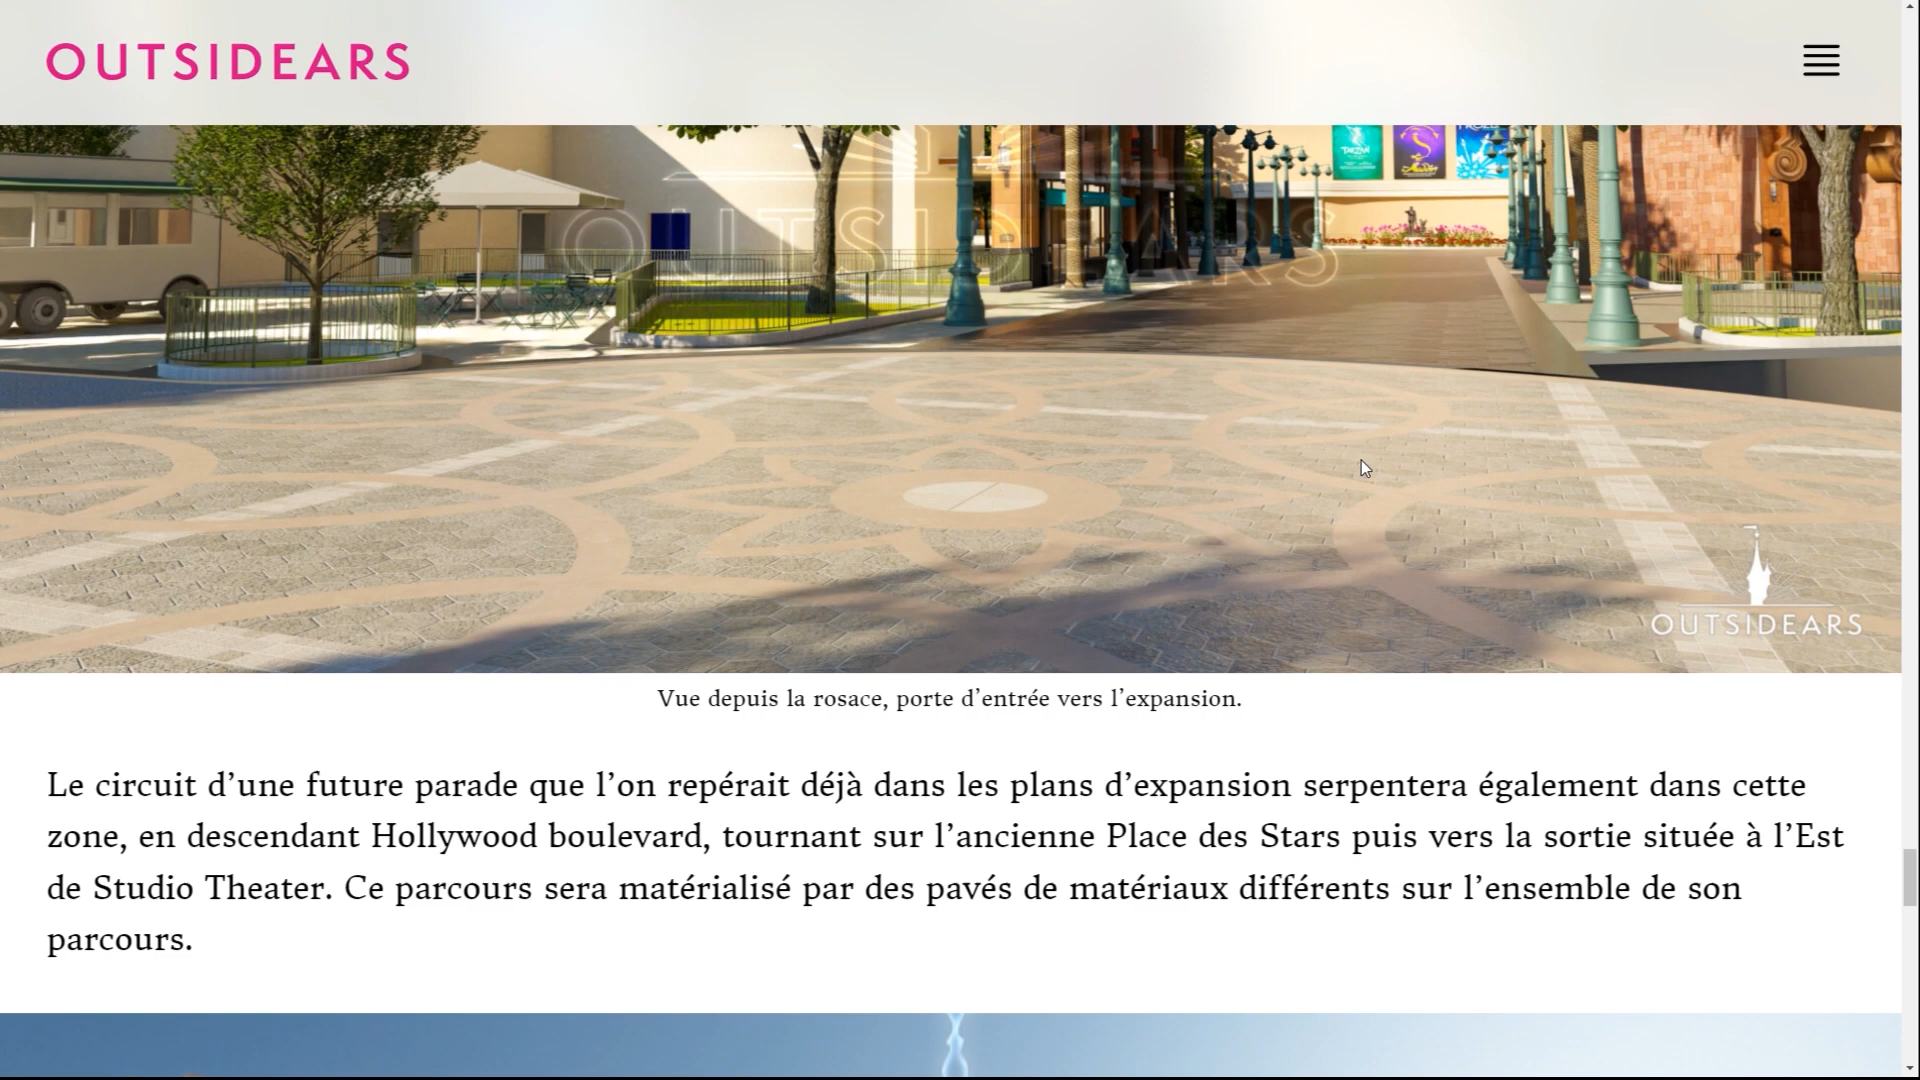 OUTSIDEARS
TARZAN
Aladdin
OUTSIDEARS
OUTSIDEARS
Vue depuis la rosace, porte d’entrée vers l’expansion.
Le circuit d’une future parade que l’on repérait déjà dans les plans d’expansion serpentera également dans cette
zone, en descendant Hollywood boulevard, tournant sur l’ancienne Place des Stars puis vers la sortie située à l’Est
de Studio Theater. Ce parcours sera matérialisé par des pavés de matériaux différents sur l’ensemble de son
parcours.